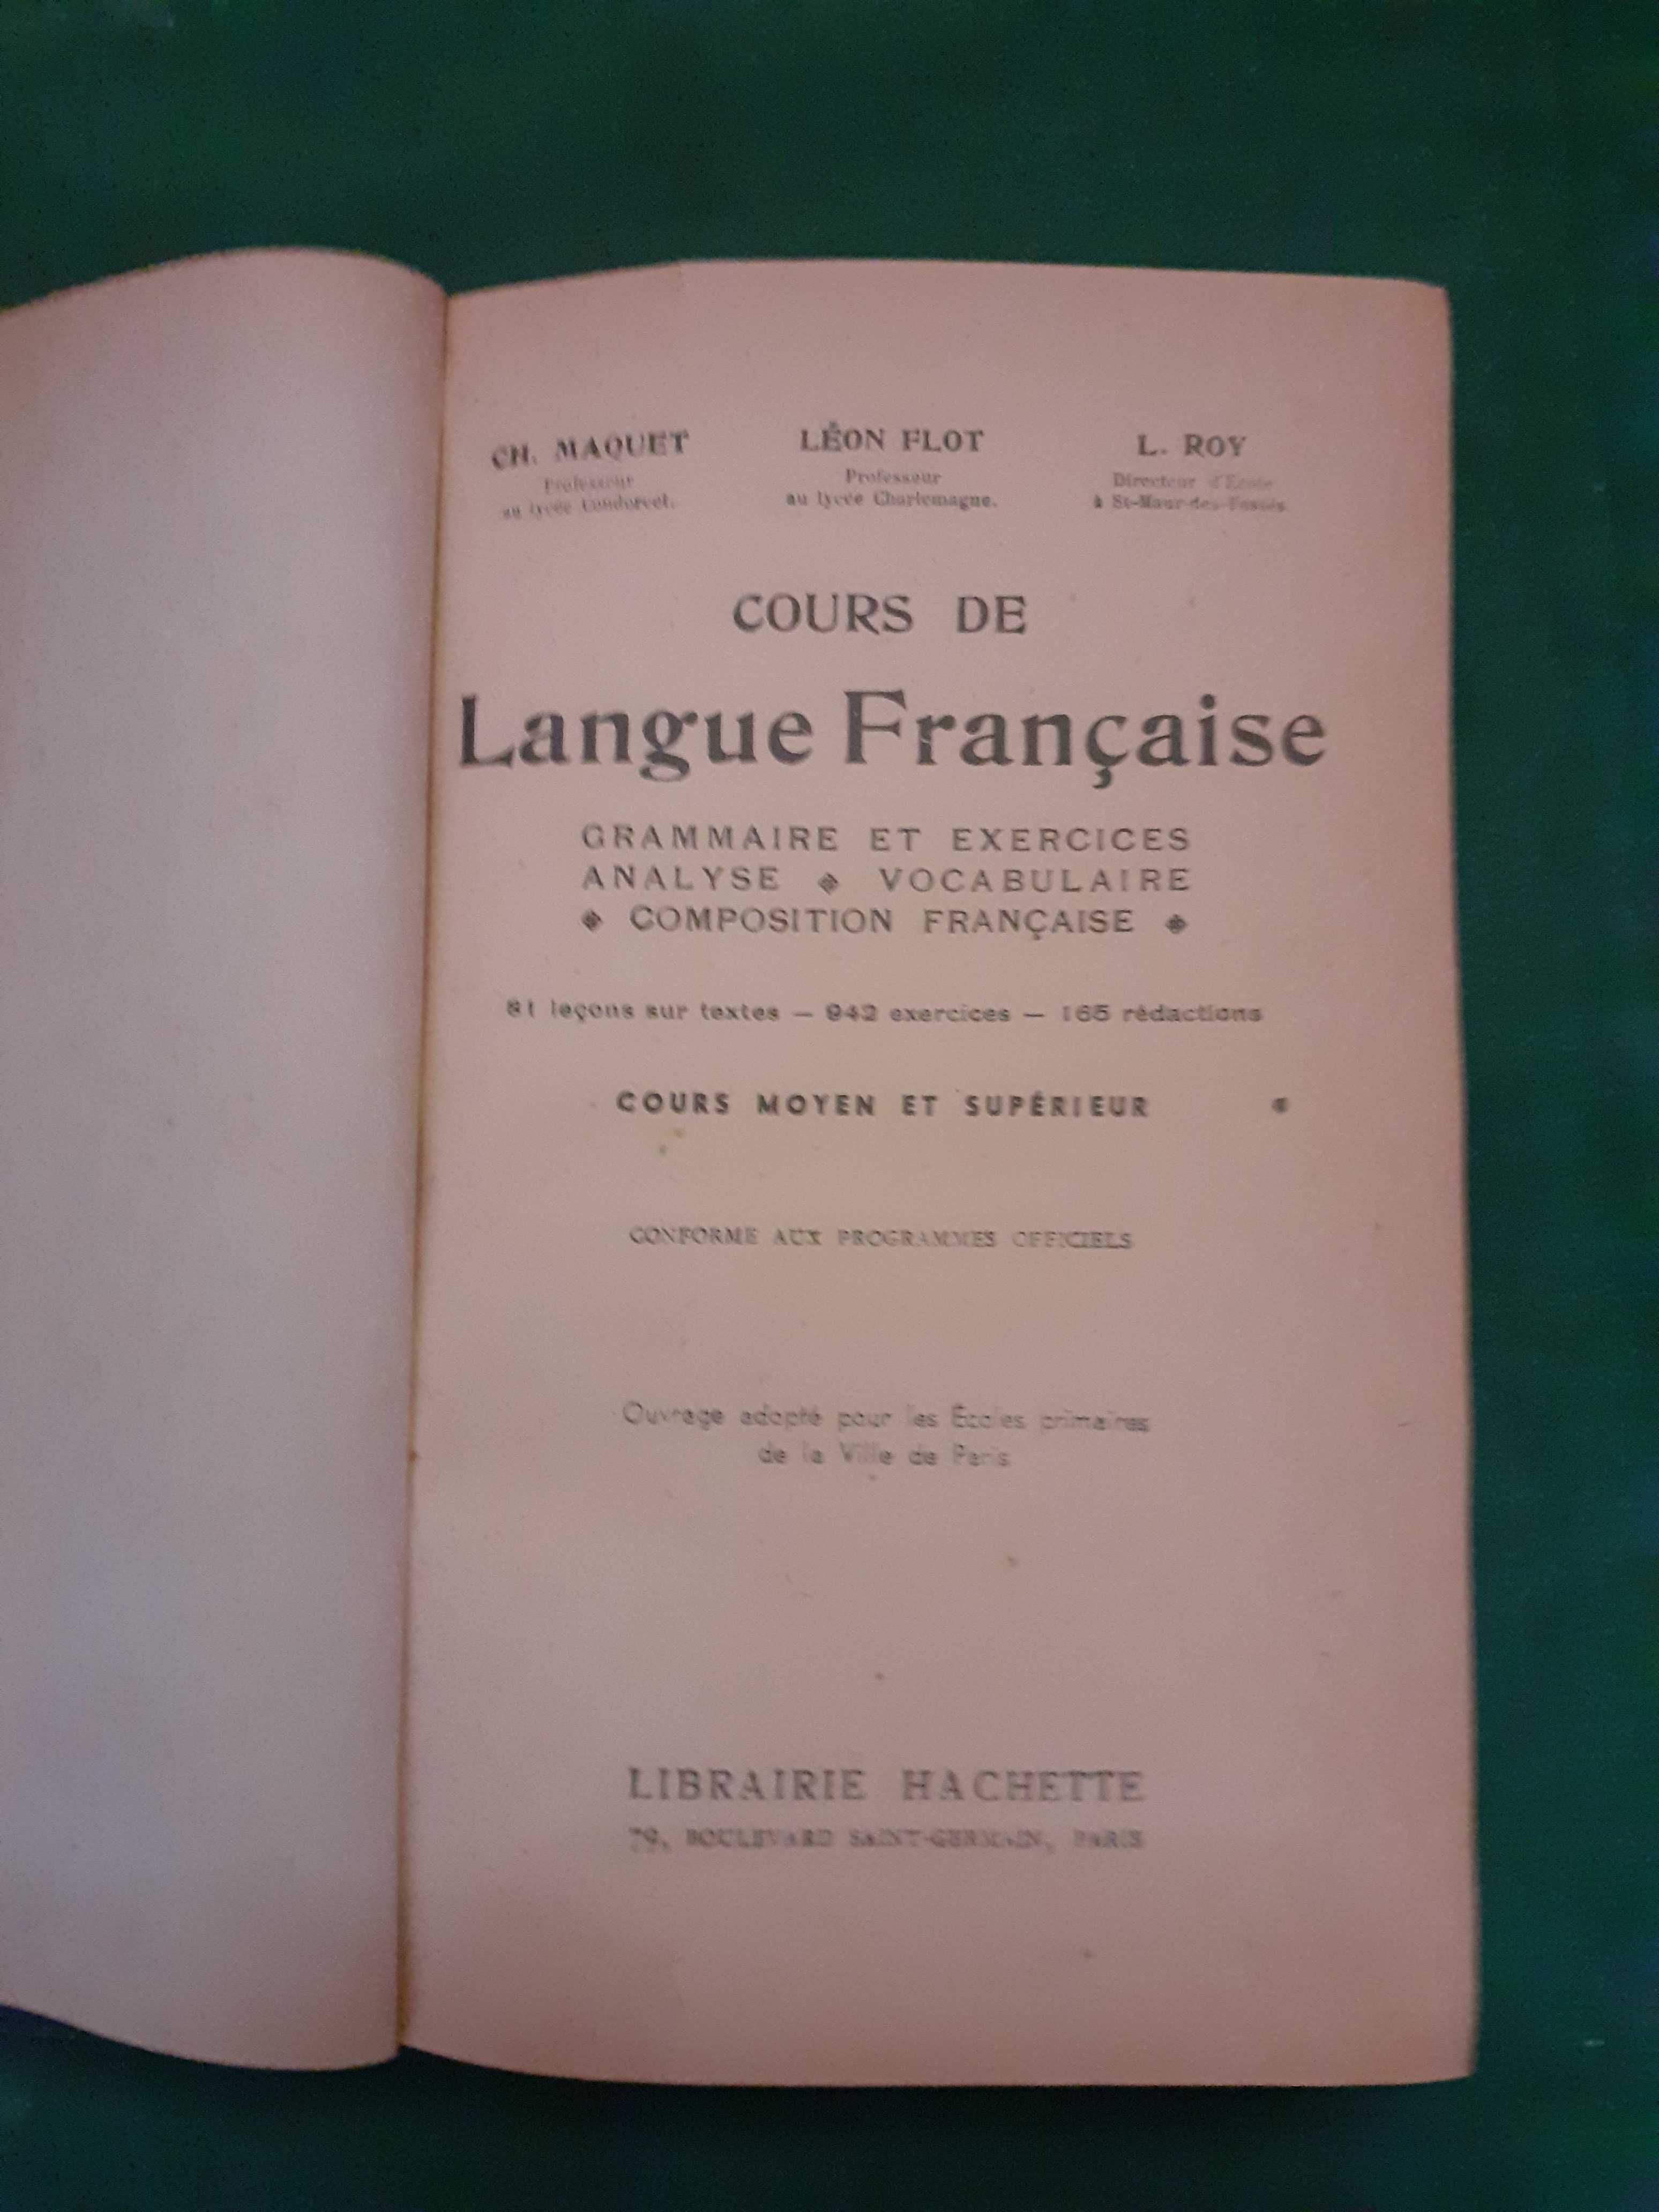 CH. MAQUET
Professeur
au lycée Condorcet.
LÉON FLOT
Professeur
au lycée Charlemagne.
L. ROY
Directeur d'Ecole
à St-Maur-des-Fossés
COURS DE
Langue Française
GRAMMAIRE ET EXERCICES
ANALYSE ❖ VOCABULAIRE
❖ COMPOSITION FRANÇAISE ❖
81 leçons sur textes — 942 exercices — 165 rédactions
COURS MOYEN ET SUPÉRIEUR
CONFORME AUX PROGRAMMES OFFICIELS
Ouvrage adopté pour les Écoles primaires
de la Ville de Paris
LIBRAIRIE HACHETTE
79, BOULEVARD SAINT-GERMAIN, PARIS